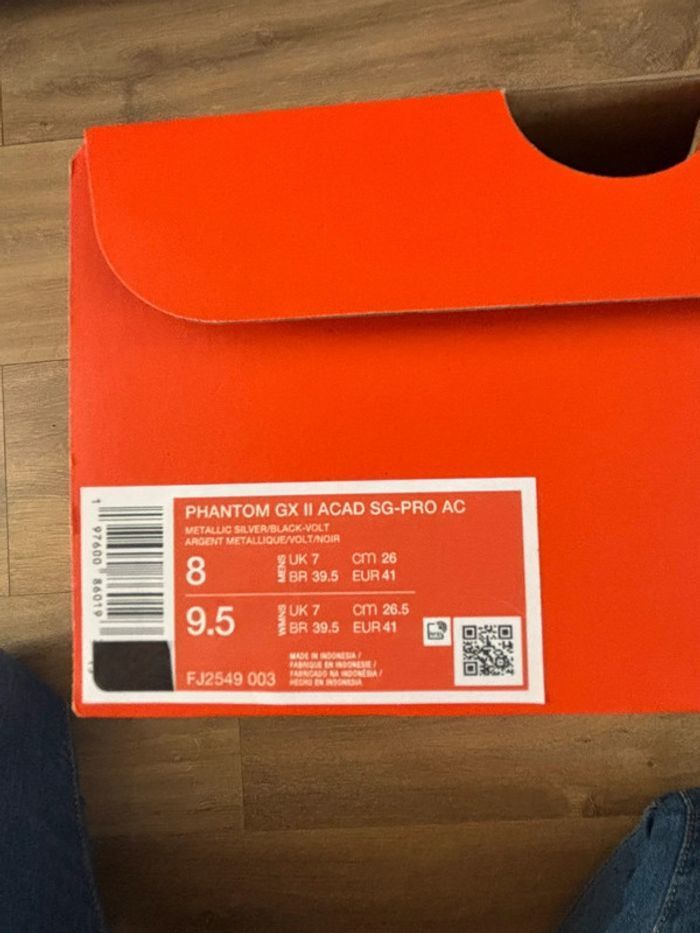 PHANTOM GX II ACAD SG-PRO AC
METALLIC SILVER/BLACK-VOLT
ARGENT METALLIQUE/VOLT/NOIR
8 MENS UK 7 CM 26
BR 39.5 EUR 41
9.5 WMNS UK 7 CM 26.5
BR 39.5 EUR 41
MADE IN INDONESIA /
FABRIQUE EN INDONESIE /
FABRICADO NA INDONÉSIA /
HECHO EN INDONESIA
FJ2549 003
1 97600 86019